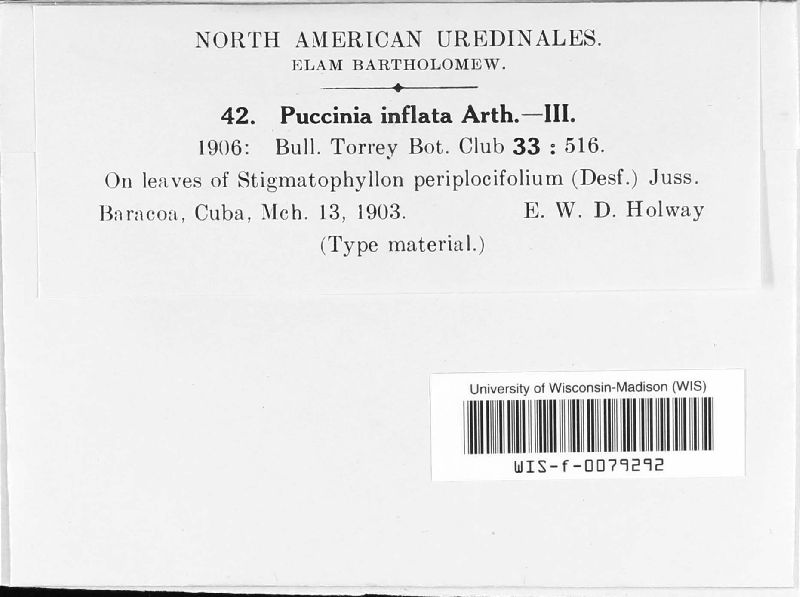 NORTH AMERICAN UREDINALES.
ELAM BARTHOLOMEW.
42. Puccinia inflata Arth.—III.
1906: Bull. Torrey Bot. Club 33 : 516.
On leaves of Stigmatophyllon periplocifolium (Desf.) Juss.
Baracoa, Cuba, Mch. 13, 1903. E. W. D. Holway
(Type material.)
University of Wisconsin-Madison (WIS)
WIS-f-0079292